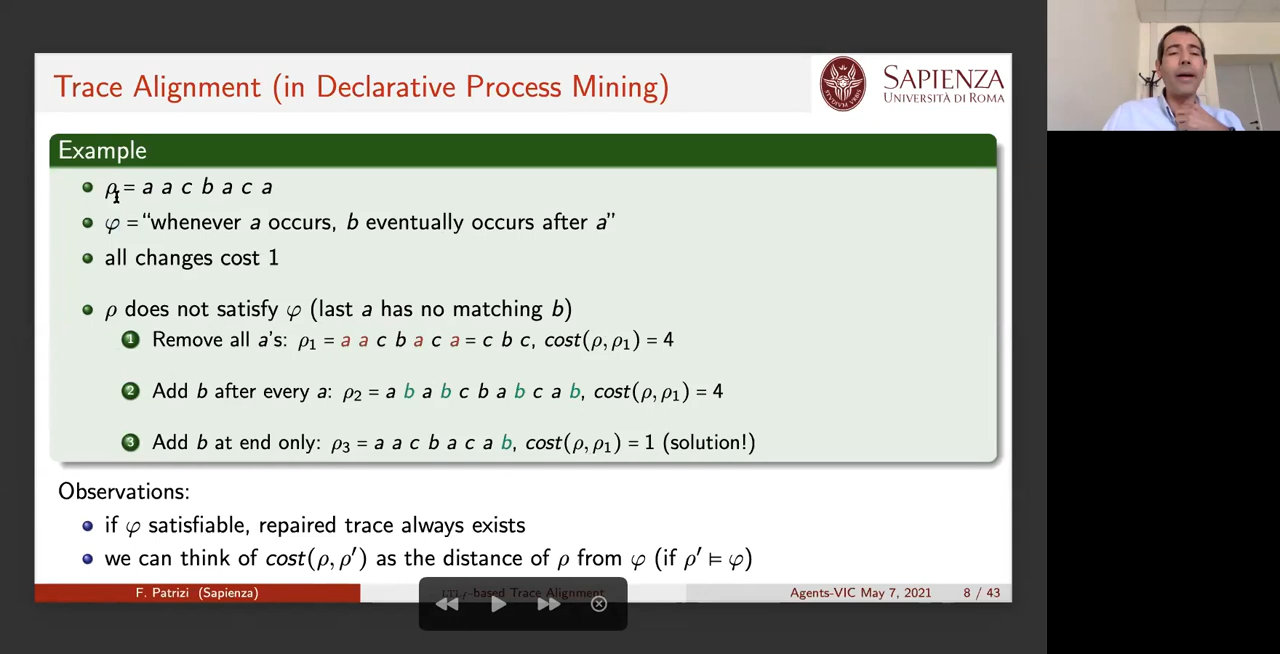 Trace Alignment (in Declarative Process Mining)
SAPIENZA
UNIVERSITÀ DI ROMA
Example
ρ = a a c b a c a
φ = “whenever a occurs, b eventually occurs after a”
all changes cost 1
ρ does not satisfy φ (last a has no matching b)
1 Remove all a's: ρ₁ = a a c b a c a = c b c, cost(ρ, ρ₁) = 4
2 Add b after every a: ρ₂ = a b a b c b a b c a b, cost(ρ, ρ₁) = 4
3 Add b at end only: ρ₃ = a a c b a c a b, cost(ρ, ρ₁) = 1 (solution!)
Observations:
if φ satisfiable, repaired trace always exists
we can think of cost(ρ, ρ′) as the distance of ρ from φ (if ρ′ ⊨ φ)
F. Patrizi (Sapienza) LTLf-based Trace Alignment Agents-VIC May 7, 2021 8 / 43